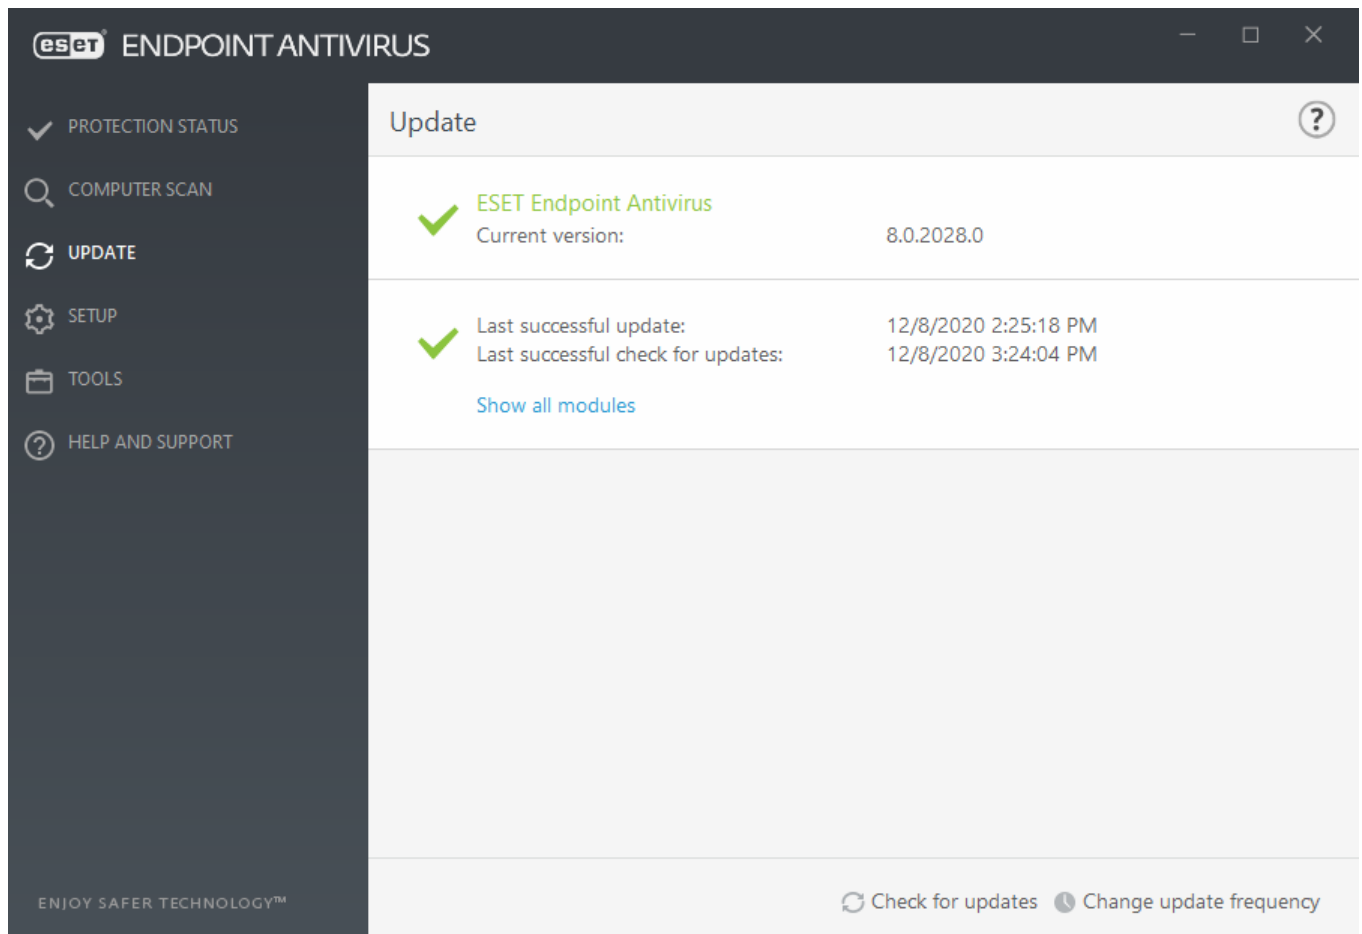 eset ENDPOINT ANTIVIRUS
PROTECTION STATUS
COMPUTER SCAN
UPDATE
SETUP
TOOLS
HELP AND SUPPORT
ENJOY SAFER TECHNOLOGY™
Update
?
ESET Endpoint Antivirus
Current version: 8.0.2028.0
Last successful update: 12/8/2020 2:25:18 PM
Last successful check for updates: 12/8/2020 3:24:04 PM
Show all modules
Check for updates Change update frequency